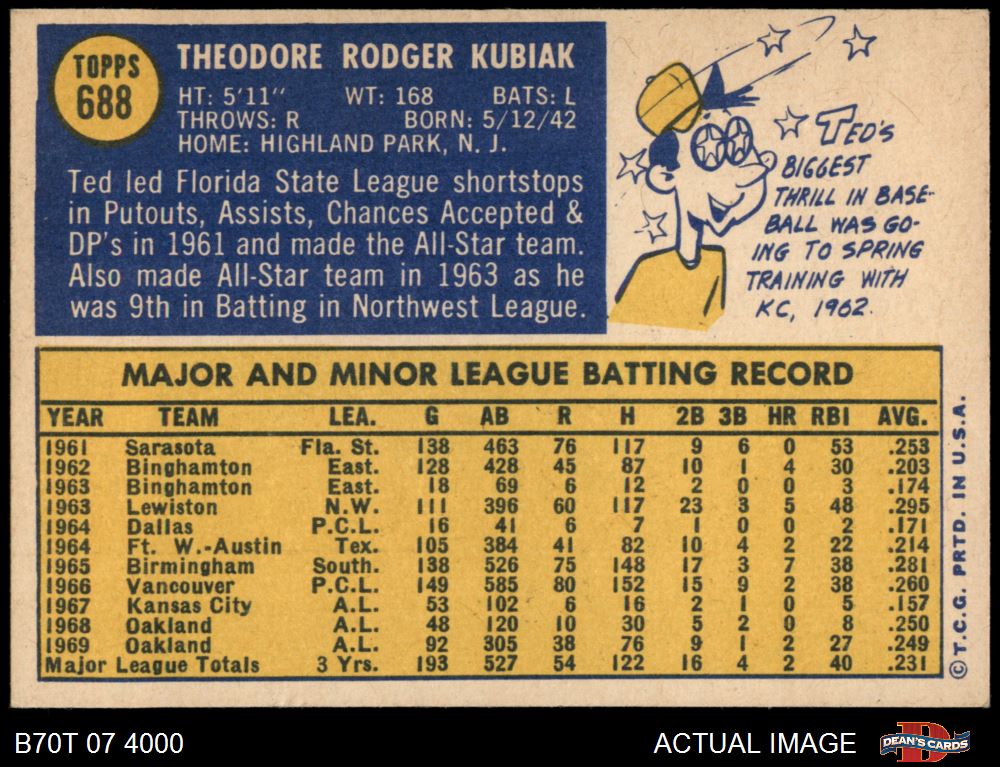 TOPPS
688
THEODORE RODGER KUBIAK
HT: 5'11" WT: 168 BATS: L
THROWS: R BORN: 5/12/42
HOME: HIGHLAND PARK, N. J.
Ted led Florida State League shortstops
in Putouts, Assists, Chances Accepted &
DP's in 1961 and made the All-Star team.
Also made All-Star team in 1963 as he
was 9th in Batting in Northwest League.
TED'S
BIGGEST
THRILL IN BASE-
BALL WAS GO-
ING TO SPRING
TRAINING WITH
KC, 1962.
MAJOR AND MINOR LEAGUE BATTING RECORD
YEAR TEAM LEA. G AB R H 2B 3B HR RBI AVG.
1961 Sarasota Fla. St. 138 463 76 117 9 6 0 53 .253
1962 Binghamton East. 128 428 45 87 10 1 4 30 .203
1963 Binghamton East. 18 69 6 12 2 0 0 3 .174
1963 Lewiston N.W. 111 396 60 117 23 3 5 48 .295
1964 Dallas P.C.L. 16 41 6 7 1 0 0 2 .171
1964 Ft. W.-Austin Tex. 105 384 41 82 10 4 2 22 .214
1965 Birmingham South. 138 526 75 148 17 3 7 38 .281
1966 Vancouver P.C.L. 149 585 80 152 15 9 2 38 .260
1967 Kansas City A.L. 53 102 6 16 2 1 0 5 .157
1968 Oakland A.L. 48 120 10 30 5 2 0 8 .250
1969 Oakland A.L. 92 305 38 76 9 1 2 27 .249
Major League Totals 3 Yrs. 193 527 54 122 16 4 2 40 .231
© T.C.G. PRTD. IN U.S.A.
B70T 07 4000
ACTUAL IMAGE
D
DEAN'S CARDS